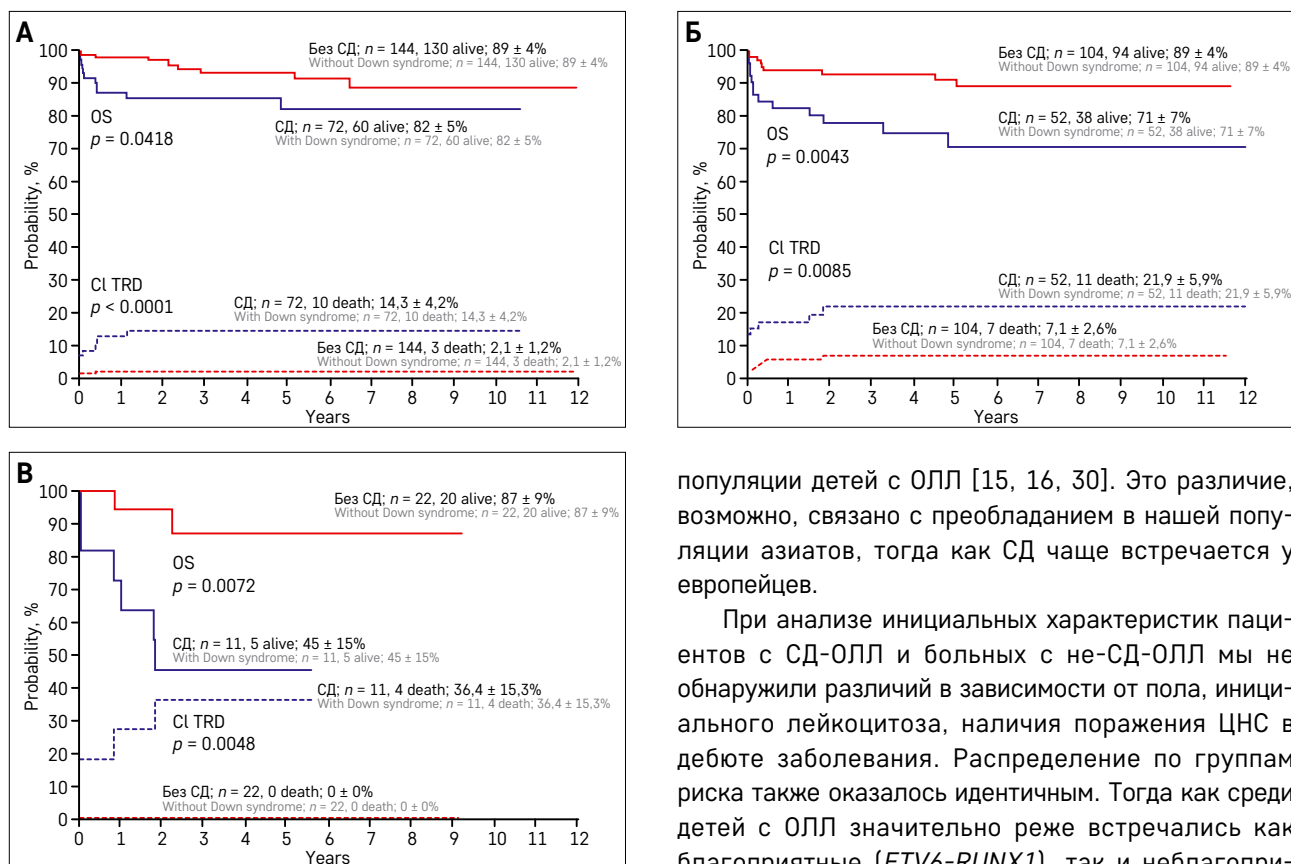 А
100
90
80
70
60
50
40
30
20
10
0
Probability, %
Без СД; n = 144, 130 alive; 89 ± 4%
Without Down syndrome; n = 144, 130 alive; 89 ± 4%
OS
p = 0.0418
СД; n = 72, 60 alive; 82 ± 5%
With Down syndrome; n = 72, 60 alive; 82 ± 5%
CI TRD
p < 0.0001
СД; n = 72, 10 death; 14,3 ± 4,2%
With Down syndrome; n = 72, 10 death; 14,3 ± 4,2%
Без СД; n = 144, 3 death; 2,1 ± 1,2%
Without Down syndrome; n = 144, 3 death; 2,1 ± 1,2%
0 1 2 3 4 5 6 7 8 9 10 11 12
Years
Б
100
90
80
70
60
50
40
30
20
10
0
Probability, %
Без СД; n = 104, 94 alive; 89 ± 4%
Without Down syndrome; n = 104, 94 alive; 89 ± 4%
СД; n = 52, 38 alive; 71 ± 7%
With Down syndrome; n = 52, 38 alive; 71 ± 7%
OS
p = 0.0043
CI TRD
p = 0.0085
СД; n = 52, 11 death; 21,9 ± 5,9%
With Down syndrome; n = 52, 11 death; 21,9 ± 5,9%
Без СД; n = 104, 7 death; 7,1 ± 2,6%
Without Down syndrome; n = 104, 7 death; 7,1 ± 2,6%
0 1 2 3 4 5 6 7 8 9 10 11 12
Years
В
100
90
80
70
60
50
40
30
20
10
0
Probability, %
Без СД; n = 22, 20 alive; 87 ± 9%
Without Down syndrome; n = 22, 20 alive; 87 ± 9%
OS
p = 0.0072
СД; n = 11, 5 alive; 45 ± 15%
With Down syndrome; n = 11, 5 alive; 45 ± 15%
СД; n = 11, 4 death; 36,4 ± 15,3%
With Down syndrome; n = 11, 4 death; 36,4 ± 15,3%
CI TRD
p = 0.0048
Без СД; n = 22, 0 death; 0 ± 0%
Without Down syndrome; n = 22, 0 death; 0 ± 0%
0 1 2 3 4 5 6 7 8 9 10 11 12
Years
популяции детей с ОЛЛ [15, 16, 30]. Это различие,
возможно, связано с преобладанием в нашей попу-
ляции азиатов, тогда как СД чаще встречается у
европейцев.
При анализе инициальных характеристик паци-
ентов с СД-ОЛЛ и больных с не-СД-ОЛЛ мы не
обнаружили различий в зависимости от пола, иници-
ального лейкоцитоза, наличия поражения ЦНС в
дебюте заболевания. Распределение по группам
риска также оказалось идентичным. Тогда как среди
детей с ОЛЛ значительно реже встречались как
благоприятные (ETV6-RUNX1), так и неблагопри-